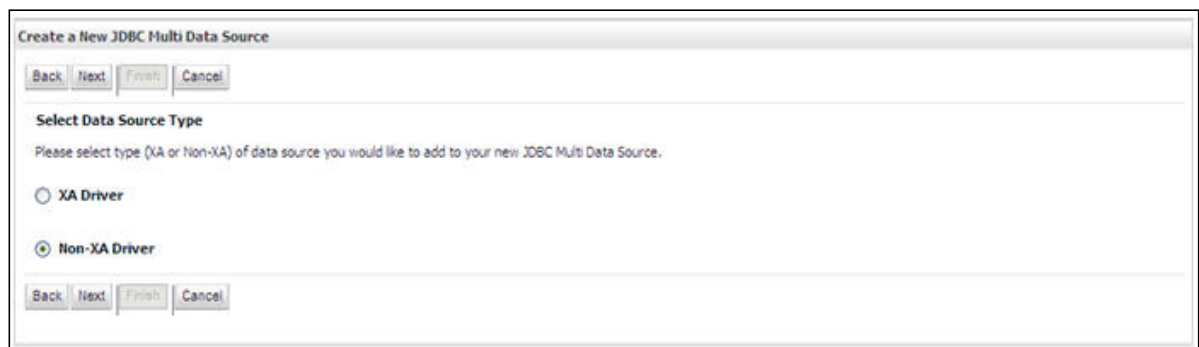 Create a New JDBC Multi Data Source
Back Next Finish Cancel
Select Data Source Type
Please select type (XA or Non-XA) of data source you would like to add to your new JDBC Multi Data Source.
XA Driver
Non-XA Driver
Back Next Finish Cancel